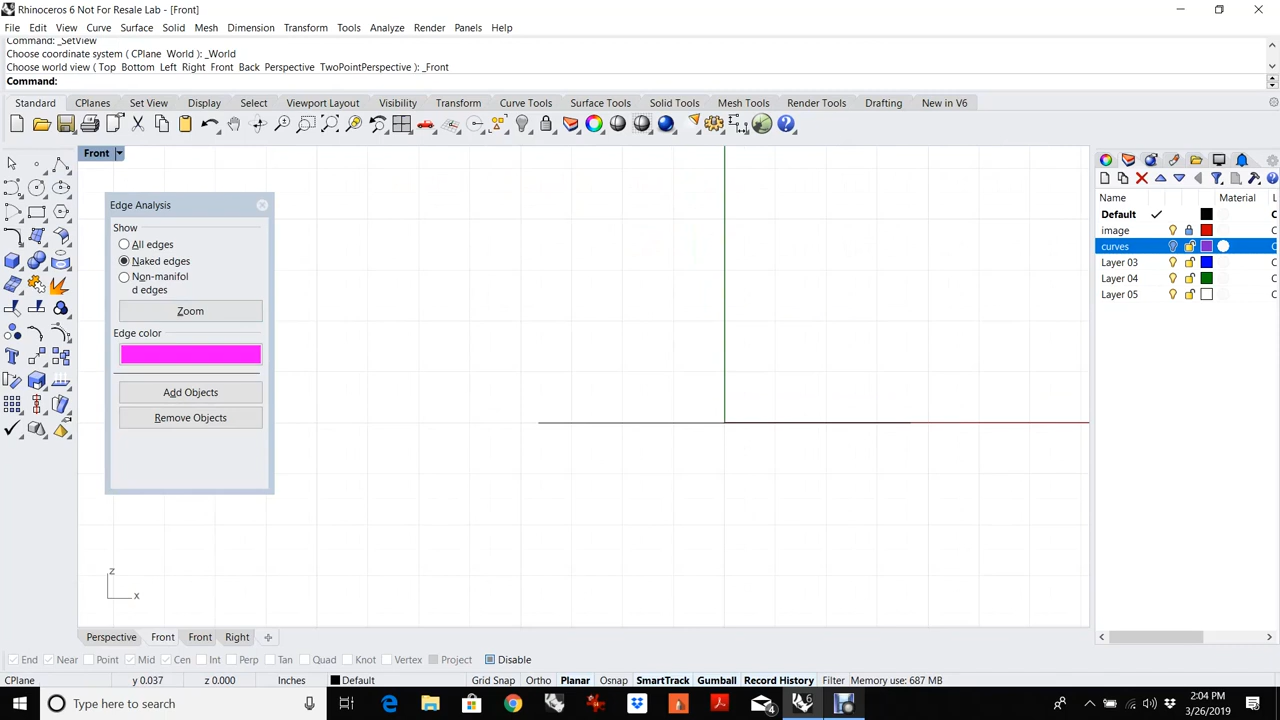 Rhinoceros 6 Not For Resale Lab - [Front]
File Edit View Curve Surface Solid Mesh Dimension Transform Tools Analyze Render Panels Help
Command: _SetView
Choose coordinate system ( CPlane World ): _World
Choose world view ( Top Bottom Left Right Front Back Perspective TwoPointPerspective ): _Front
Command:
Standard CPlanes Set View Display Select Viewport Layout Visibility Transform Curve Tools Surface Tools Solid Tools Mesh Tools Render Tools Drafting New in V6
Front
Name Material L
Default C
image C
curves C
Layer 03 C
Layer 04 C
Layer 05 C
Edge Analysis
Show
All edges
Naked edges
Non-manifol
d edges
Zoom
Edge color
Add Objects
Remove Objects
z
x
Perspective Front Front Right
End Near Point Mid Cen Int Perp Tan Quad Knot Vertex Project Disable
CPlane y 0.037 z 0.000 Inches Default Grid Snap Ortho Planar Osnap SmartTrack Gumball Record History Filter Memory use: 687 MB
Type here to search
4
2:04 PM
3/26/2019